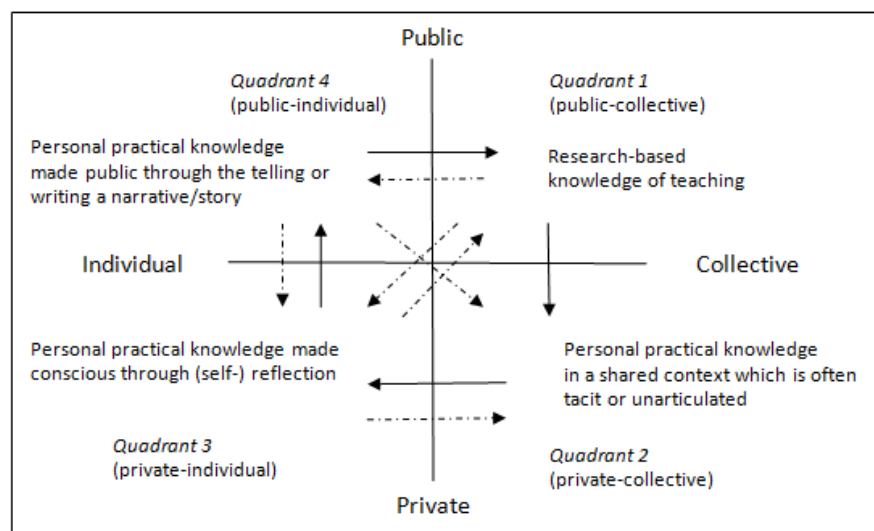 Public
Quadrant 4
(public-individual)
Quadrant 1
(public-collective)
Personal practical knowledge
made public through the telling or
writing a narrative/story
Research-based
knowledge of teaching
Individual
Collective
Personal practical knowledge made
conscious through (self-) reflection
Personal practical knowledge
in a shared context which is often
tacit or unarticulated
Quadrant 3
(private-individual)
Quadrant 2
(private-collective)
Private